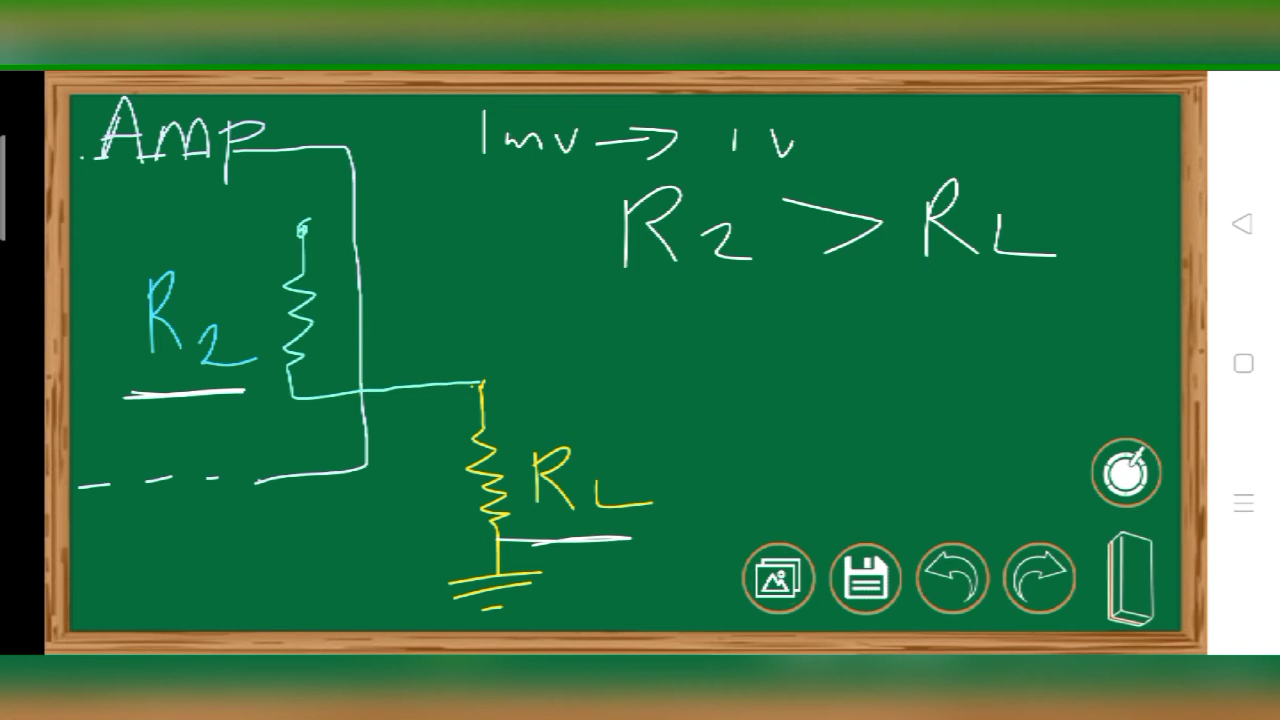 Amp
1mv → 1v
R2 > RL
R2
RL